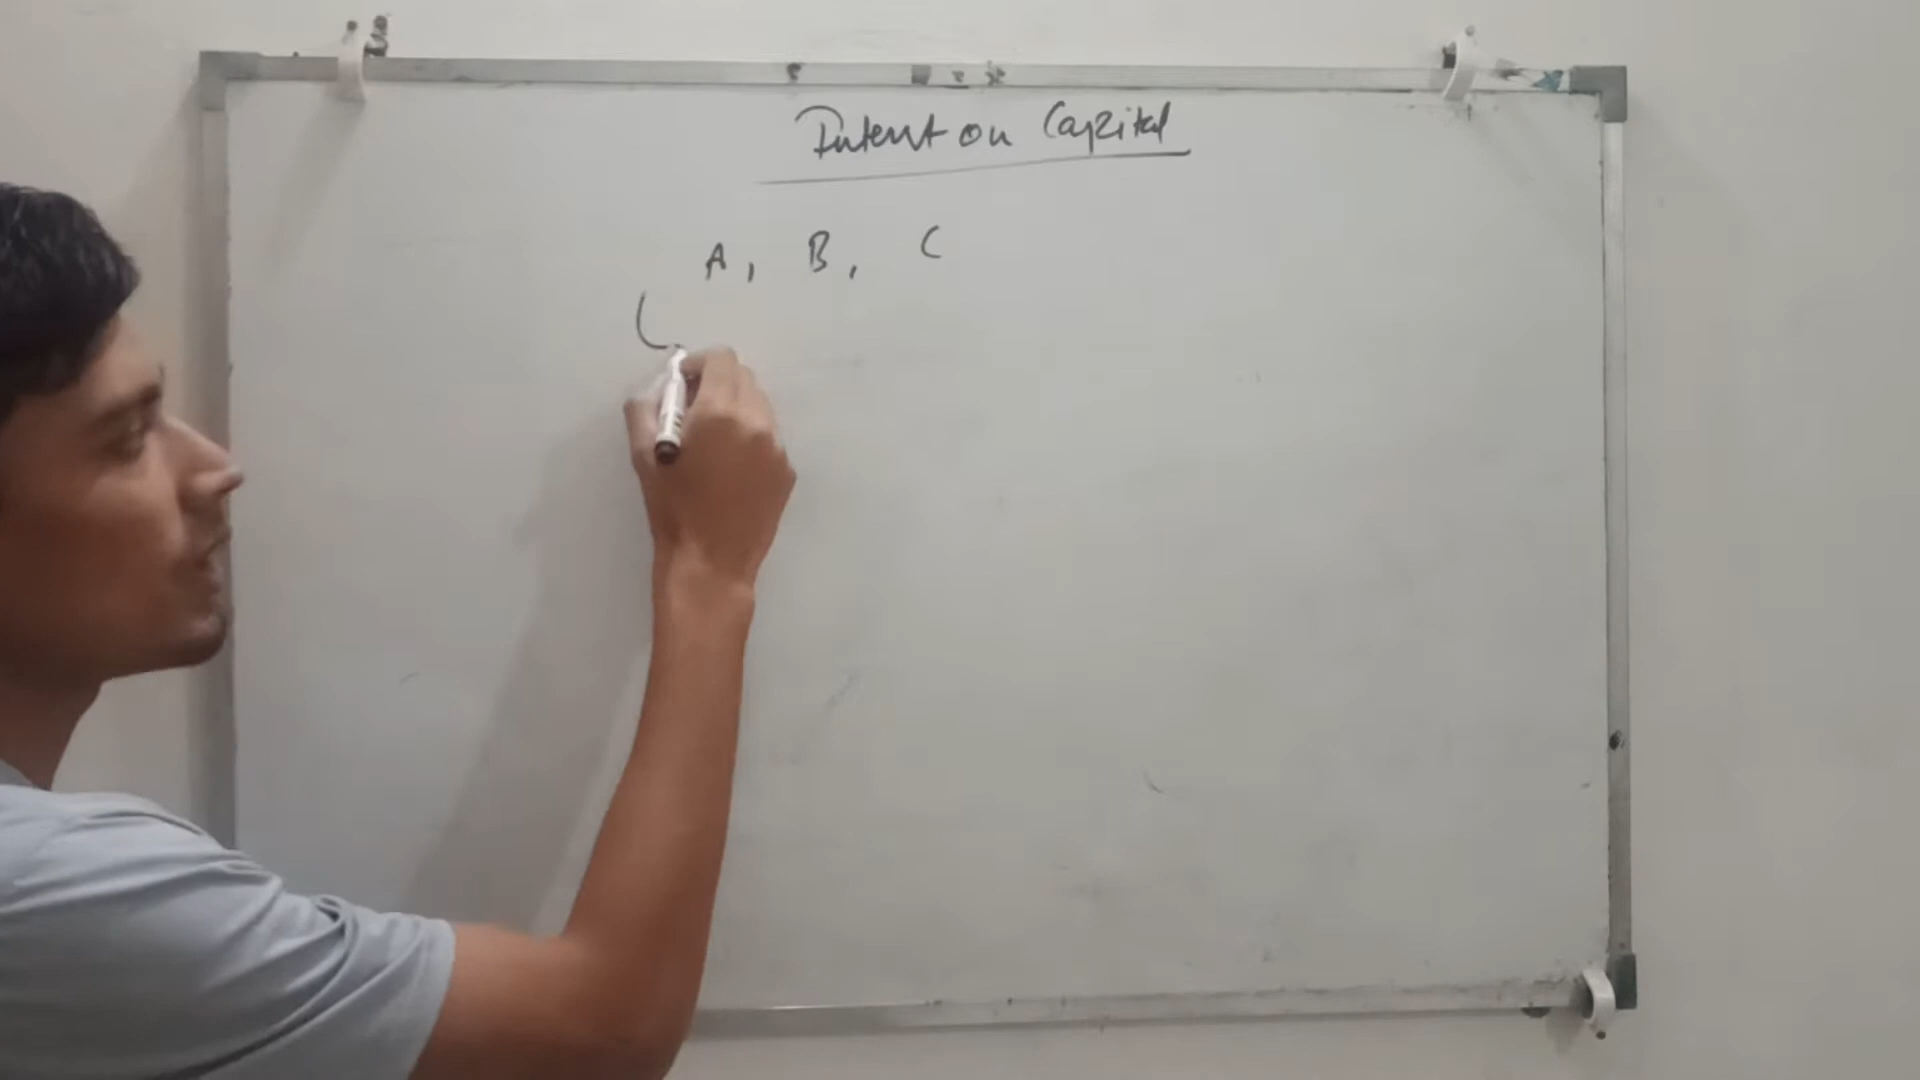 Interest on Capital
A, B, C